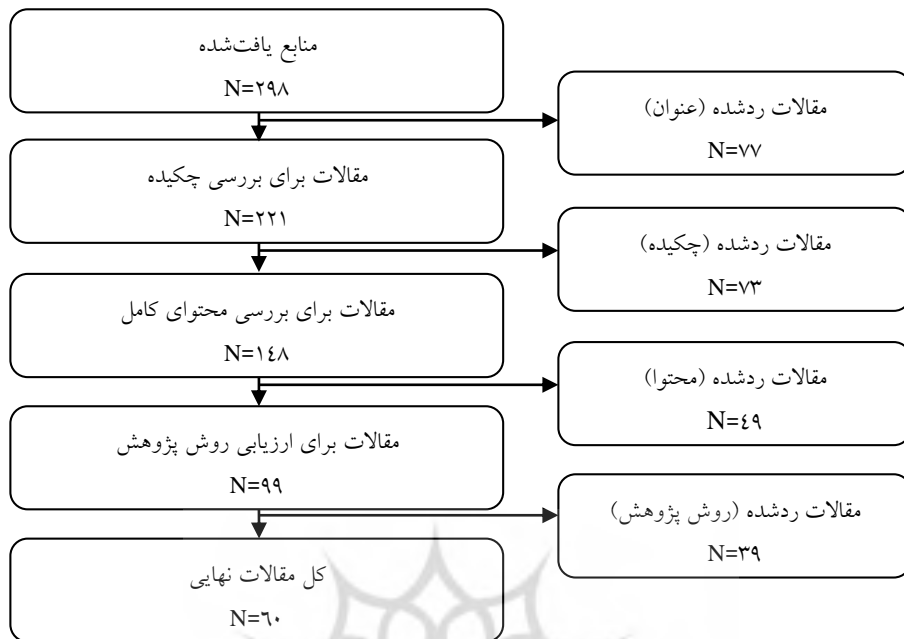 منابع یافت‌شده
N=۲۹۸
مقالات ردشده (عنوان)
N=۷۷
مقالات برای بررسی چکیده
N=۲۲۱
مقالات ردشده (چکیده)
N=۷۳
مقالات برای بررسی محتوای کامل
N=۱٤۸
مقالات ردشده (محتوا)
N=٤۹
مقالات برای ارزیابی روش پژوهش
N=۹۹
مقالات ردشده (روش پژوهش)
N=۳۹
کل مقالات نهایی
N=٦۰